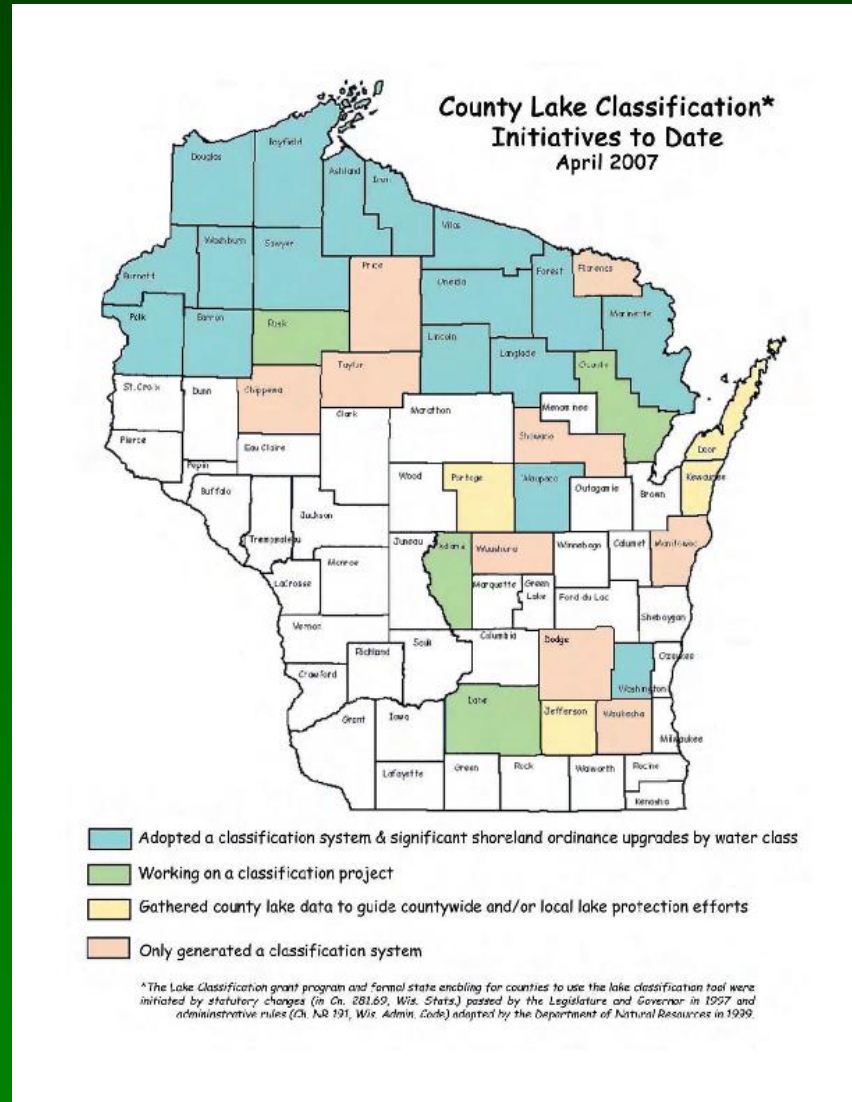 County Lake Classification*
Initiatives to Date
April 2007
Douglas
Bayfield
Ashland
Iron
Vilas
Washburn
Sawyer
Burnett
Price
Oneida
Forest
Florence
Marinette
Polk
Barron
Rusk
Lincoln
Langlade
Oconto
Taylor
St. Croix
Dunn
Chippewa
Clark
Marathon
Menominee
Shawano
Pierce
Eau Claire
Pepin
Door
Wood
Portage
Waupaca
Outagamie
Brown
Kewaunee
Buffalo
Trempealeau
Jackson
Juneau
Adams
Waushara
Winnebago
Calumet
Manitowoc
Monroe
LaCrosse
Marquette
Green
Lake
Fond du Lac
Sheboygan
Vernon
Sauk
Columbia
Dodge
Richland
Ozaukee
Washington
Crawford
Grant
Iowa
Dane
Jefferson
Waukesha
Milwaukee
Lafayette
Green
Rock
Walworth
Racine
Kenosha
Adopted a classification system & significant shoreland ordinance upgrades by water class
Working on a classification project
Gathered county lake data to guide countywide and/or local lake protection efforts
Only generated a classification system
*The Lake Classification grant program and formal state enabling for counties to use the lake classification tool were
initiated by statutory changes (in Ch. 281.69, Wis. Stats.) passed by the Legislature and Governor in 1997 and
admininstrative rules (Ch. NR 191, Wis. Admin. Code) adopted by the Department of Natural Resources in 1999.